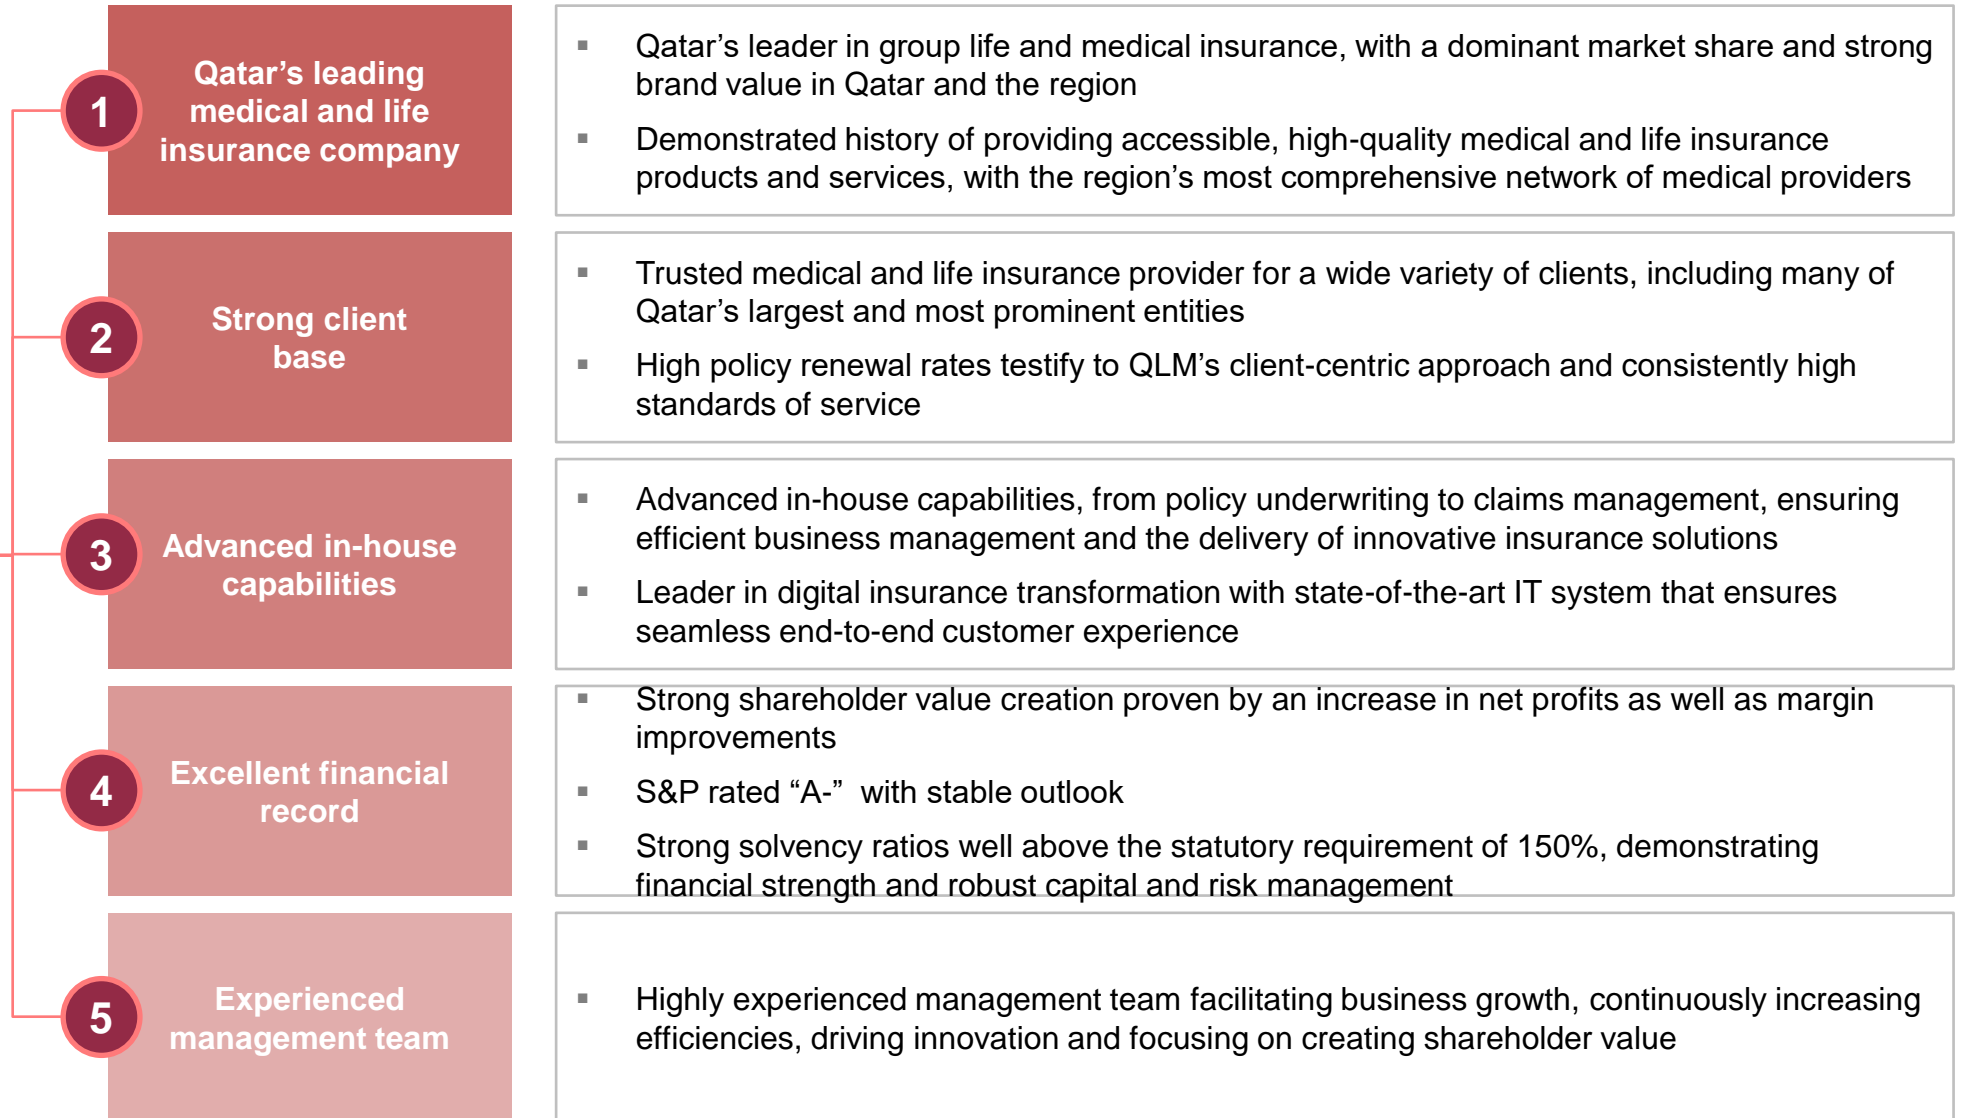 1
Qatar’s leading
medical and life
insurance company
▪ Qatar’s leader in group life and medical insurance, with a dominant market share and strong
brand value in Qatar and the region
▪ Demonstrated history of providing accessible, high-quality medical and life insurance
products and services, with the region’s most comprehensive network of medical providers
2
Strong client
base
▪ Trusted medical and life insurance provider for a wide variety of clients, including many of
Qatar’s largest and most prominent entities
▪ High policy renewal rates testify to QLM’s client-centric approach and consistently high
standards of service
3
Advanced in-house
capabilities
▪ Advanced in-house capabilities, from policy underwriting to claims management, ensuring
efficient business management and the delivery of innovative insurance solutions
▪ Leader in digital insurance transformation with state-of-the-art IT system that ensures
seamless end-to-end customer experience
4
Excellent financial
record
▪ Strong shareholder value creation proven by an increase in net profits as well as margin
improvements
▪ S&P rated “A-”  with stable outlook
▪ Strong solvency ratios well above the statutory requirement of 150%, demonstrating
financial strength and robust capital and risk management
5
Experienced
management team
▪ Highly experienced management team facilitating business growth, continuously increasing
efficiencies, driving innovation and focusing on creating shareholder value